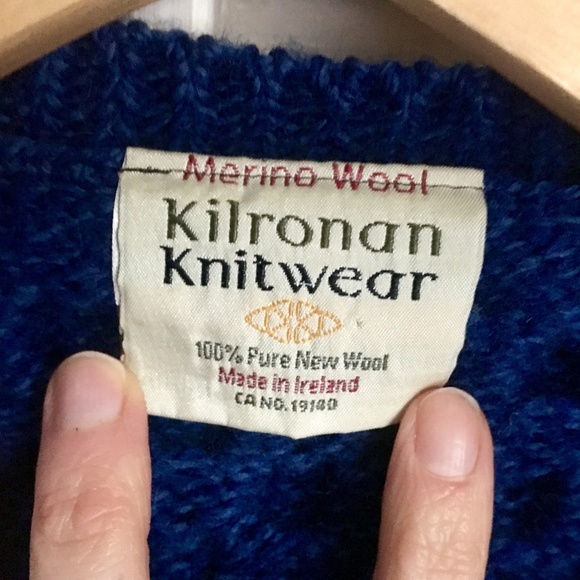 Merino Wool
Kilronan
Knitwear
100% Pure New Wool
Made in Ireland
CA NO. 19140